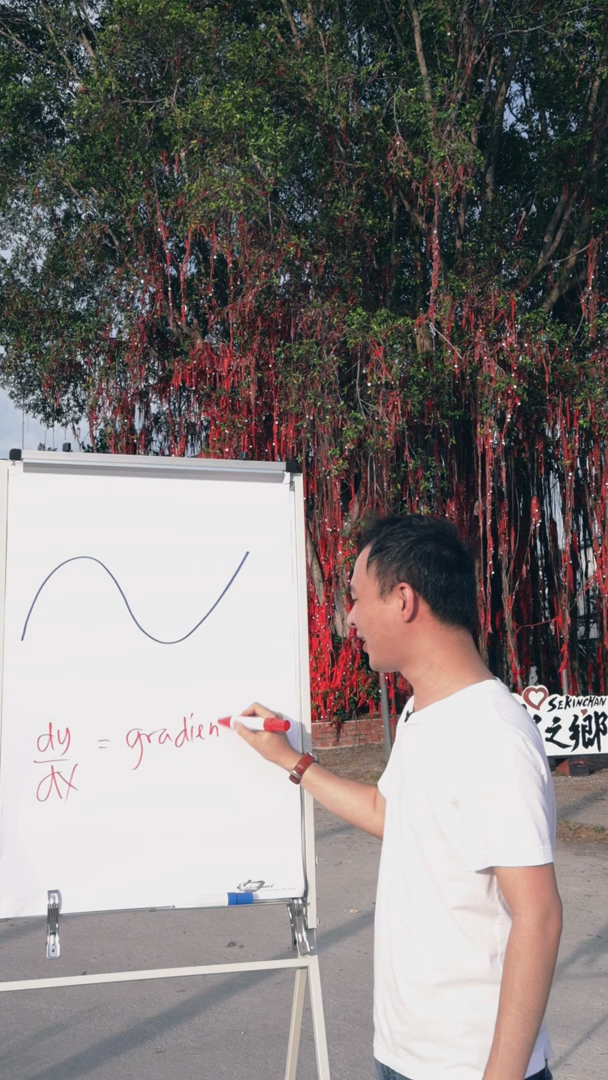 dy
dx
= gradien
SEKINCHAN
之鄉